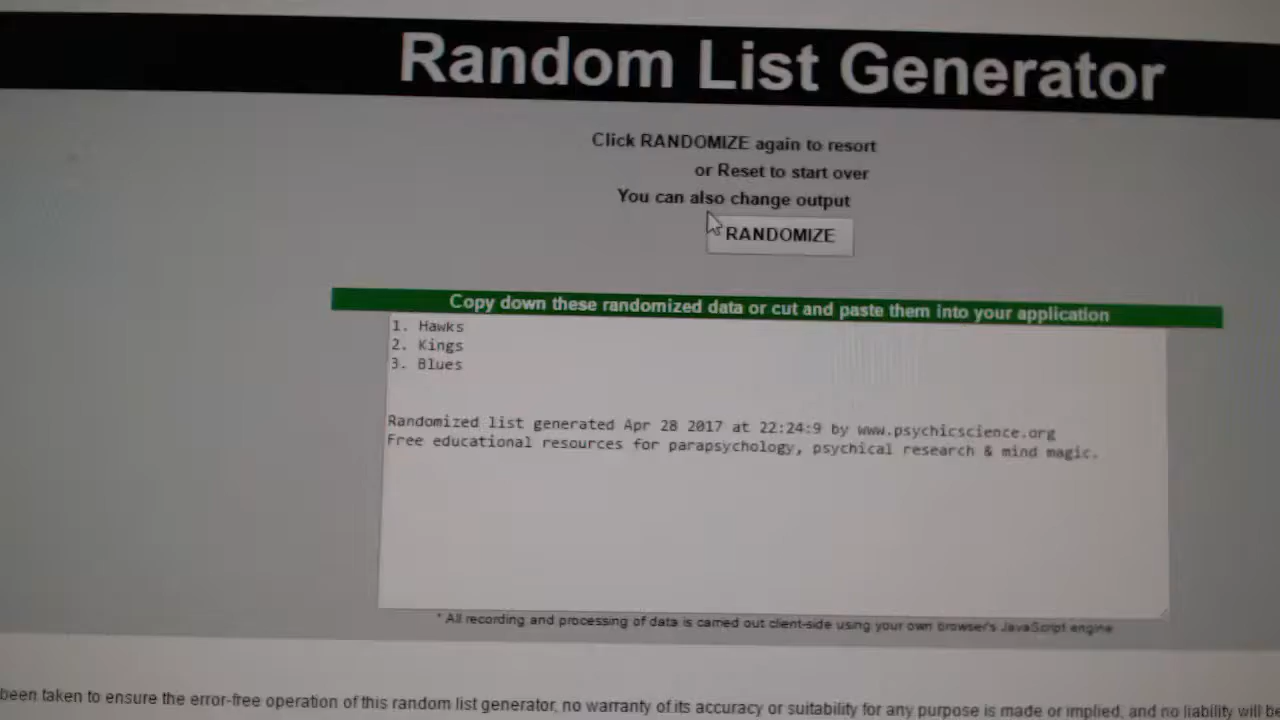 Random List Generator
Click RANDOMIZE again to resort
or Reset to start over
You can also change output
RANDOMIZE
Copy down these randomized data or cut and paste them into your application
1. Hawks
2. Kings
3. Blues
Randomized list generated Apr 28 2017 at 22:24:9 by www.psychicscience.org
Free educational resources for parapsychology, psychical research & mind magic.
* All recording and processing of data is carried out client-side using your own browser's JavaScript engine
been taken to ensure the error-free operation of this random list generator, no warranty of its accuracy or suitability for any purpose is made or implied, and no liability will be